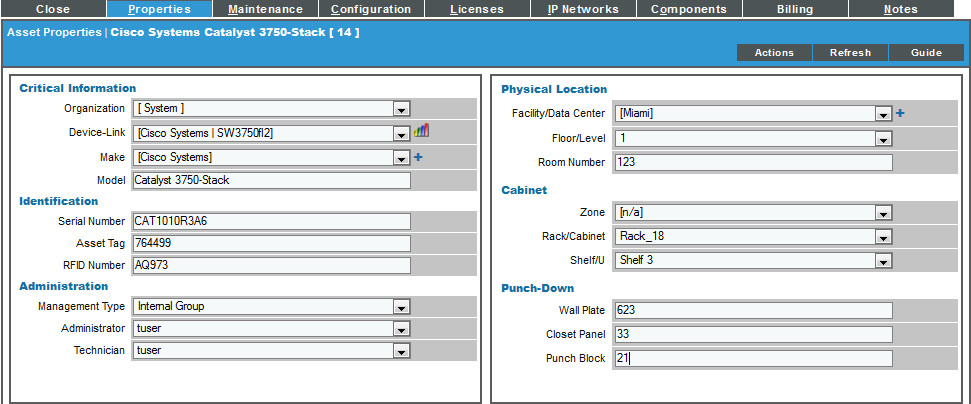 Close Properties Maintenance Configuration Licenses IP Networks Components Billing Notes
Asset Properties | Cisco Systems Catalyst 3750-Stack [ 14 ]
Actions Refresh Guide
Critical Information
Organization [ System ]
Device-Link [Cisco Systems | SW3750fl2]
Make [Cisco Systems]
Model Catalyst 3750-Stack
Identification
Serial Number CAT1010R3A6
Asset Tag 764499
RFID Number AQ973
Administration
Management Type Internal Group
Administrator tuser
Technician tuser
Physical Location
Facility/Data Center [Miami]
Floor/Level 1
Room Number 123
Cabinet
Zone [n/a]
Rack/Cabinet Rack_18
Shelf/U Shelf 3
Punch-Down
Wall Plate 623
Closet Panel 33
Punch Block 21